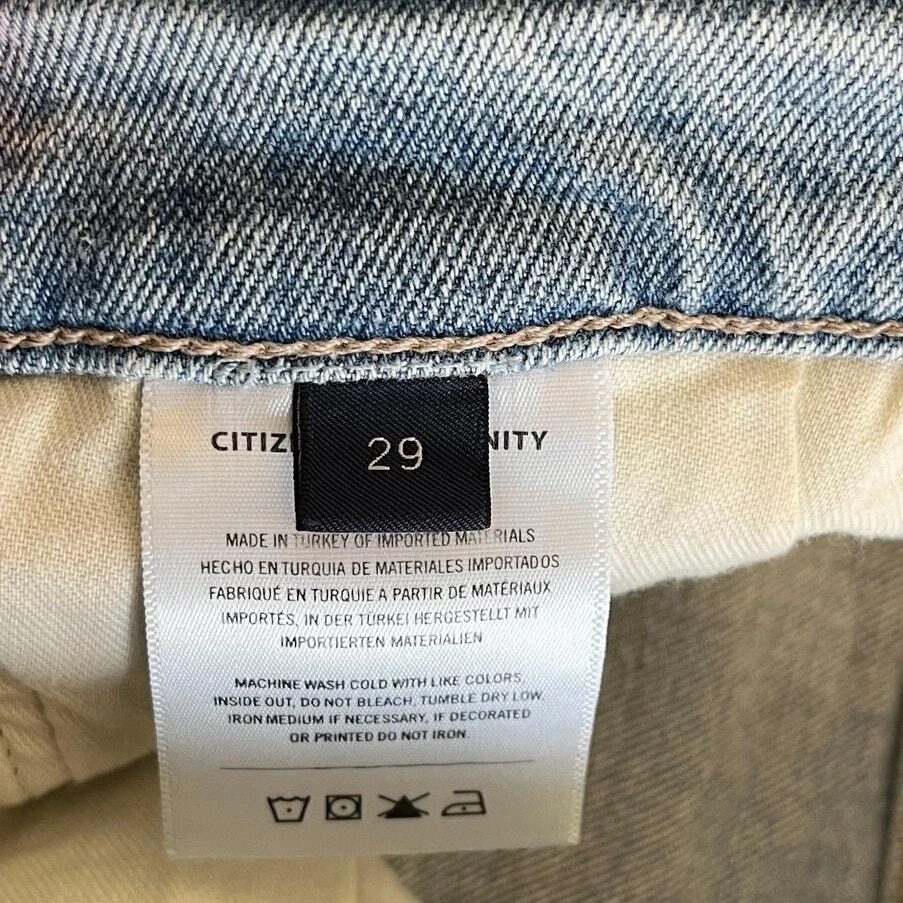 CITIZ NITY
29
MADE IN TURKEY OF IMPORTED MATERIALS
HECHO EN TURQUIA DE MATERIALES IMPORTADOS
FABRIQUÉ EN TURQUIE A PARTIR DE MATÉRIAUX
IMPORTÉS, IN DER TÜRKEI HERGESTELLT MIT
IMPORTIERTEN MATERIALIEN
MACHINE WASH COLD WITH LIKE COLORS,
INSIDE OUT, DO NOT BLEACH, TUMBLE DRY LOW,
IRON MEDIUM IF NECESSARY, IF DECORATED
OR PRINTED DO NOT IRON.